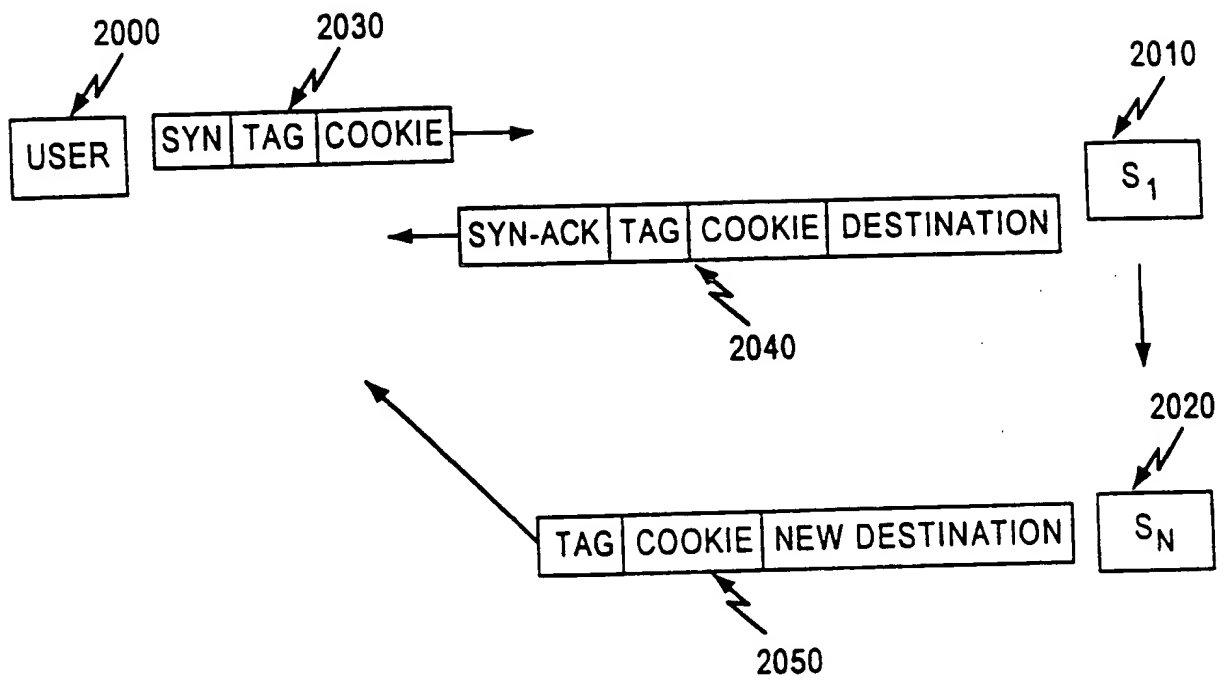 2000
2030
2010
USER
SYN TAG COOKIE
S1
SYN-ACK TAG COOKIE DESTINATION
2040
2020
TAG COOKIE NEW DESTINATION
SN
2050